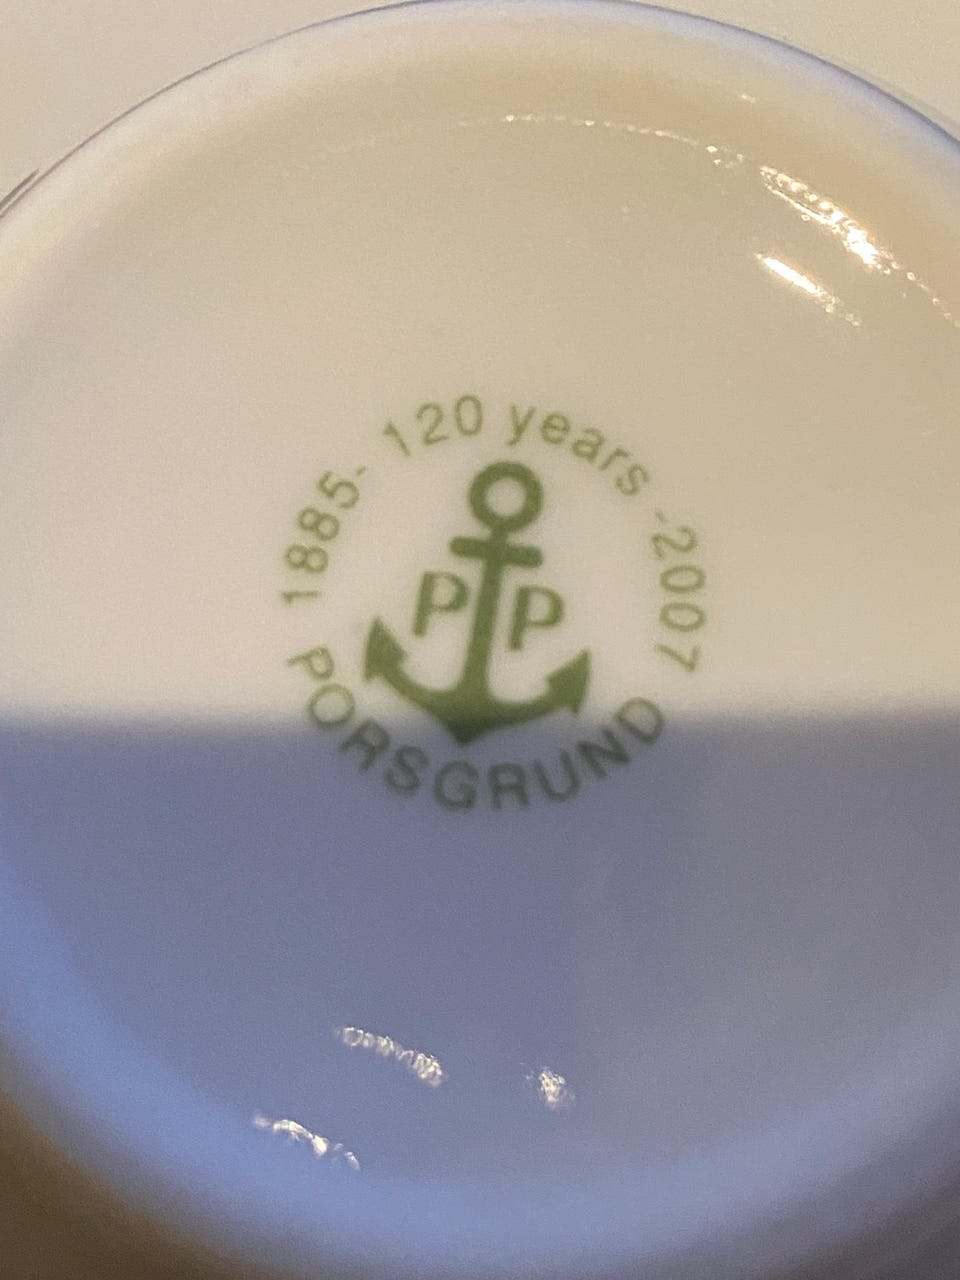 1885- 120 years -2007
P P
PORSGRUND